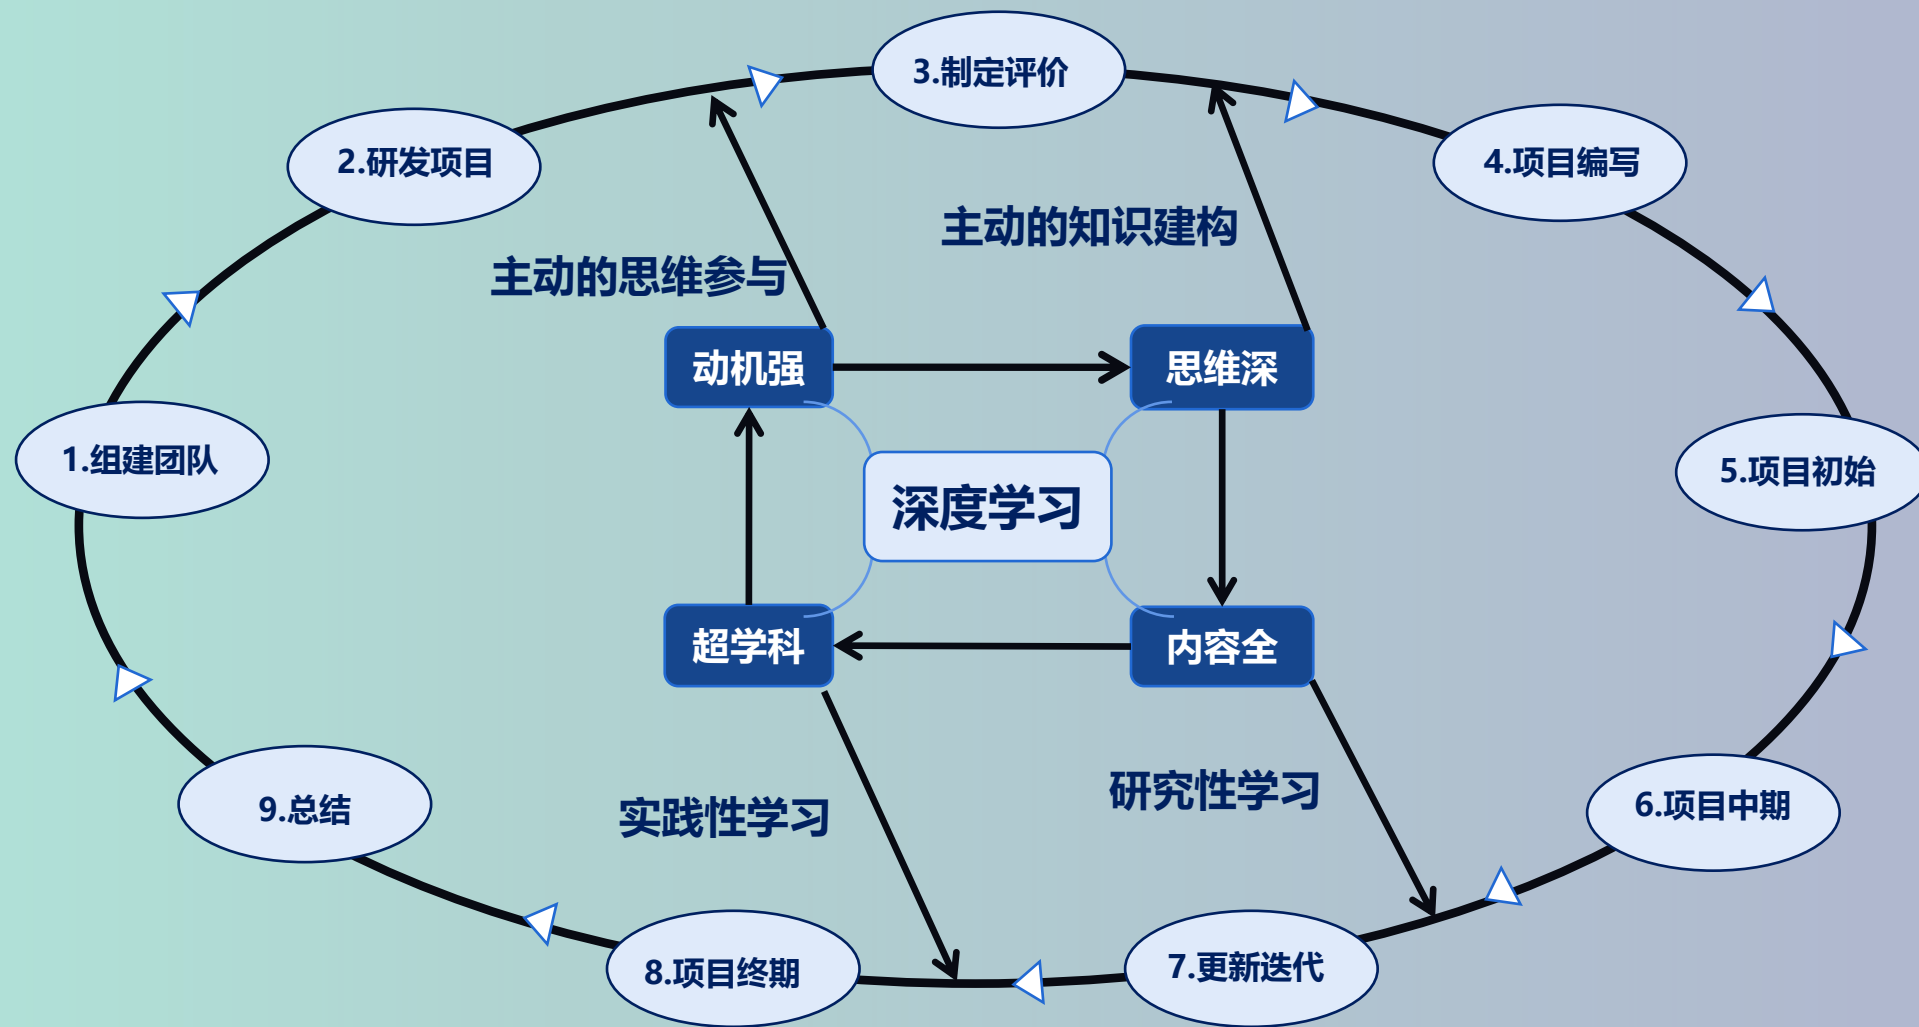 3.制定评价
2.研发项目
4.项目编写
主动的知识建构
主动的思维参与
动机强
思维深
1.组建团队
5.项目初始
深度学习
超学科
内容全
研究性学习
6.项目中期
9.总结
实践性学习
7.更新迭代
8.项目终期